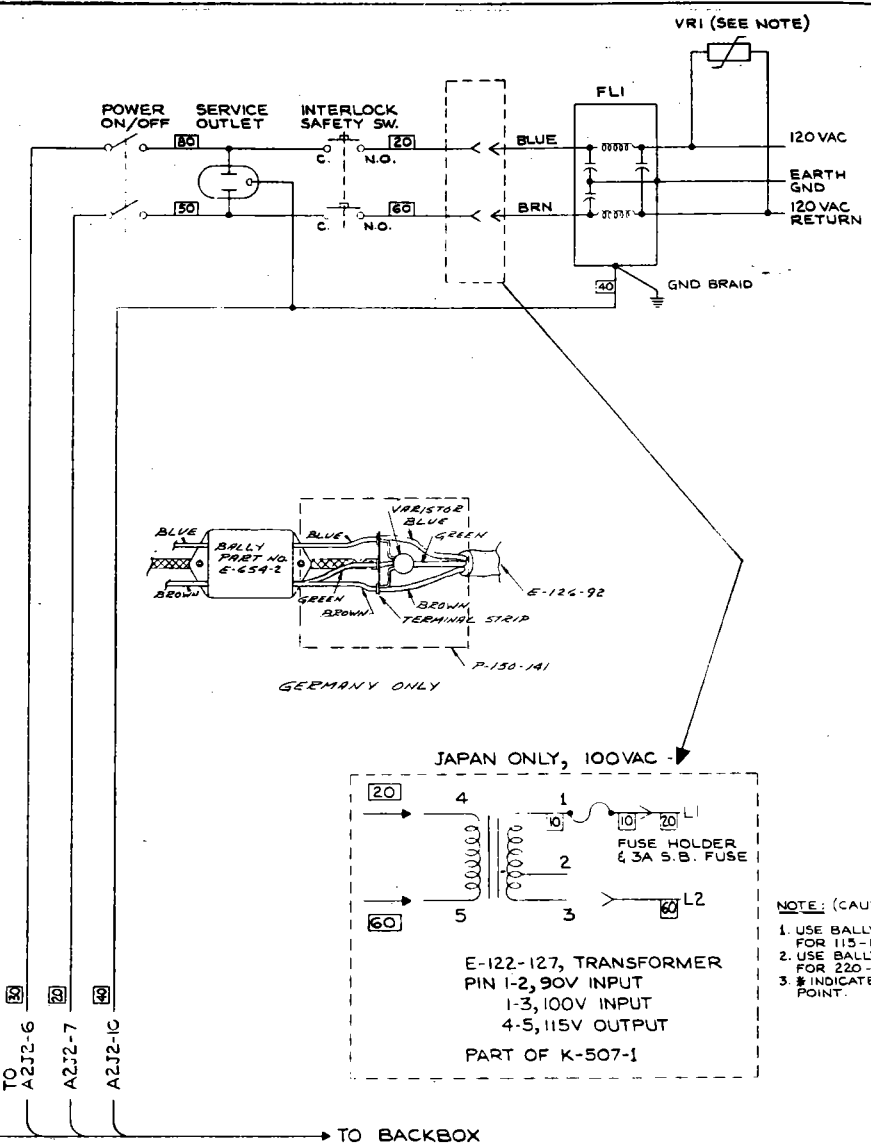 VR1 (SEE NOTE)
FL1
POWER
ON/OFF
SERVICE
OUTLET
INTERLOCK
SAFETY SW.
80
C.
N.O.
20
BLUE
120 VAC
EARTH
GND
50
C.
N.O.
60
BRN
120 VAC
RETURN
40
GND BRAID
BLUE
BROWN
BALLY
PART NO.
E-654-2
BLUE
GREEN
BROWN
VARISTOR
BLUE
GREEN
BROWN
TERMINAL STRIP
E-126-92
P-150-141
GERMANY ONLY
JAPAN ONLY, 100VAC
20
4
1
10
10
20
L1
FUSE HOLDER
& 3A S.B. FUSE
2
60
5
3
60
L2
E-122-127, TRANSFORMER
PIN 1-2, 90V INPUT
1-3, 100V INPUT
4-5, 115V OUTPUT
PART OF K-507-1
NOTE: (CAU
1. USE BALLY
FOR 115-1
2. USE BALLY
FOR 220-
3. * INDICATE
POINT.
20
40
TO
A2J2-6
A2J2-7
A2J2-10
TO BACKBOX